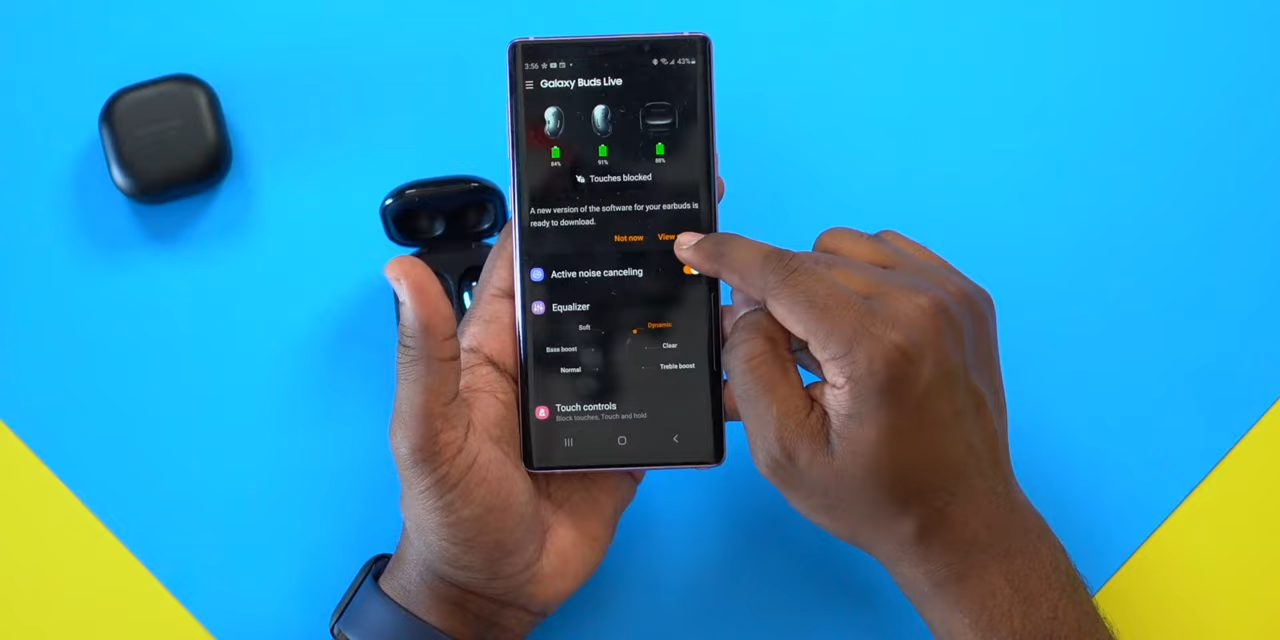 3:56
43%
Galaxy Buds Live
84%
91%
88%
Touches blocked
A new version of the software for your earbuds is
ready to download.
Not now View
Active noise canceling
Equalizer
Soft
Dynamic
Bass boost
Clear
Normal
Treble boost
Touch controls
Block touches, Touch and hold